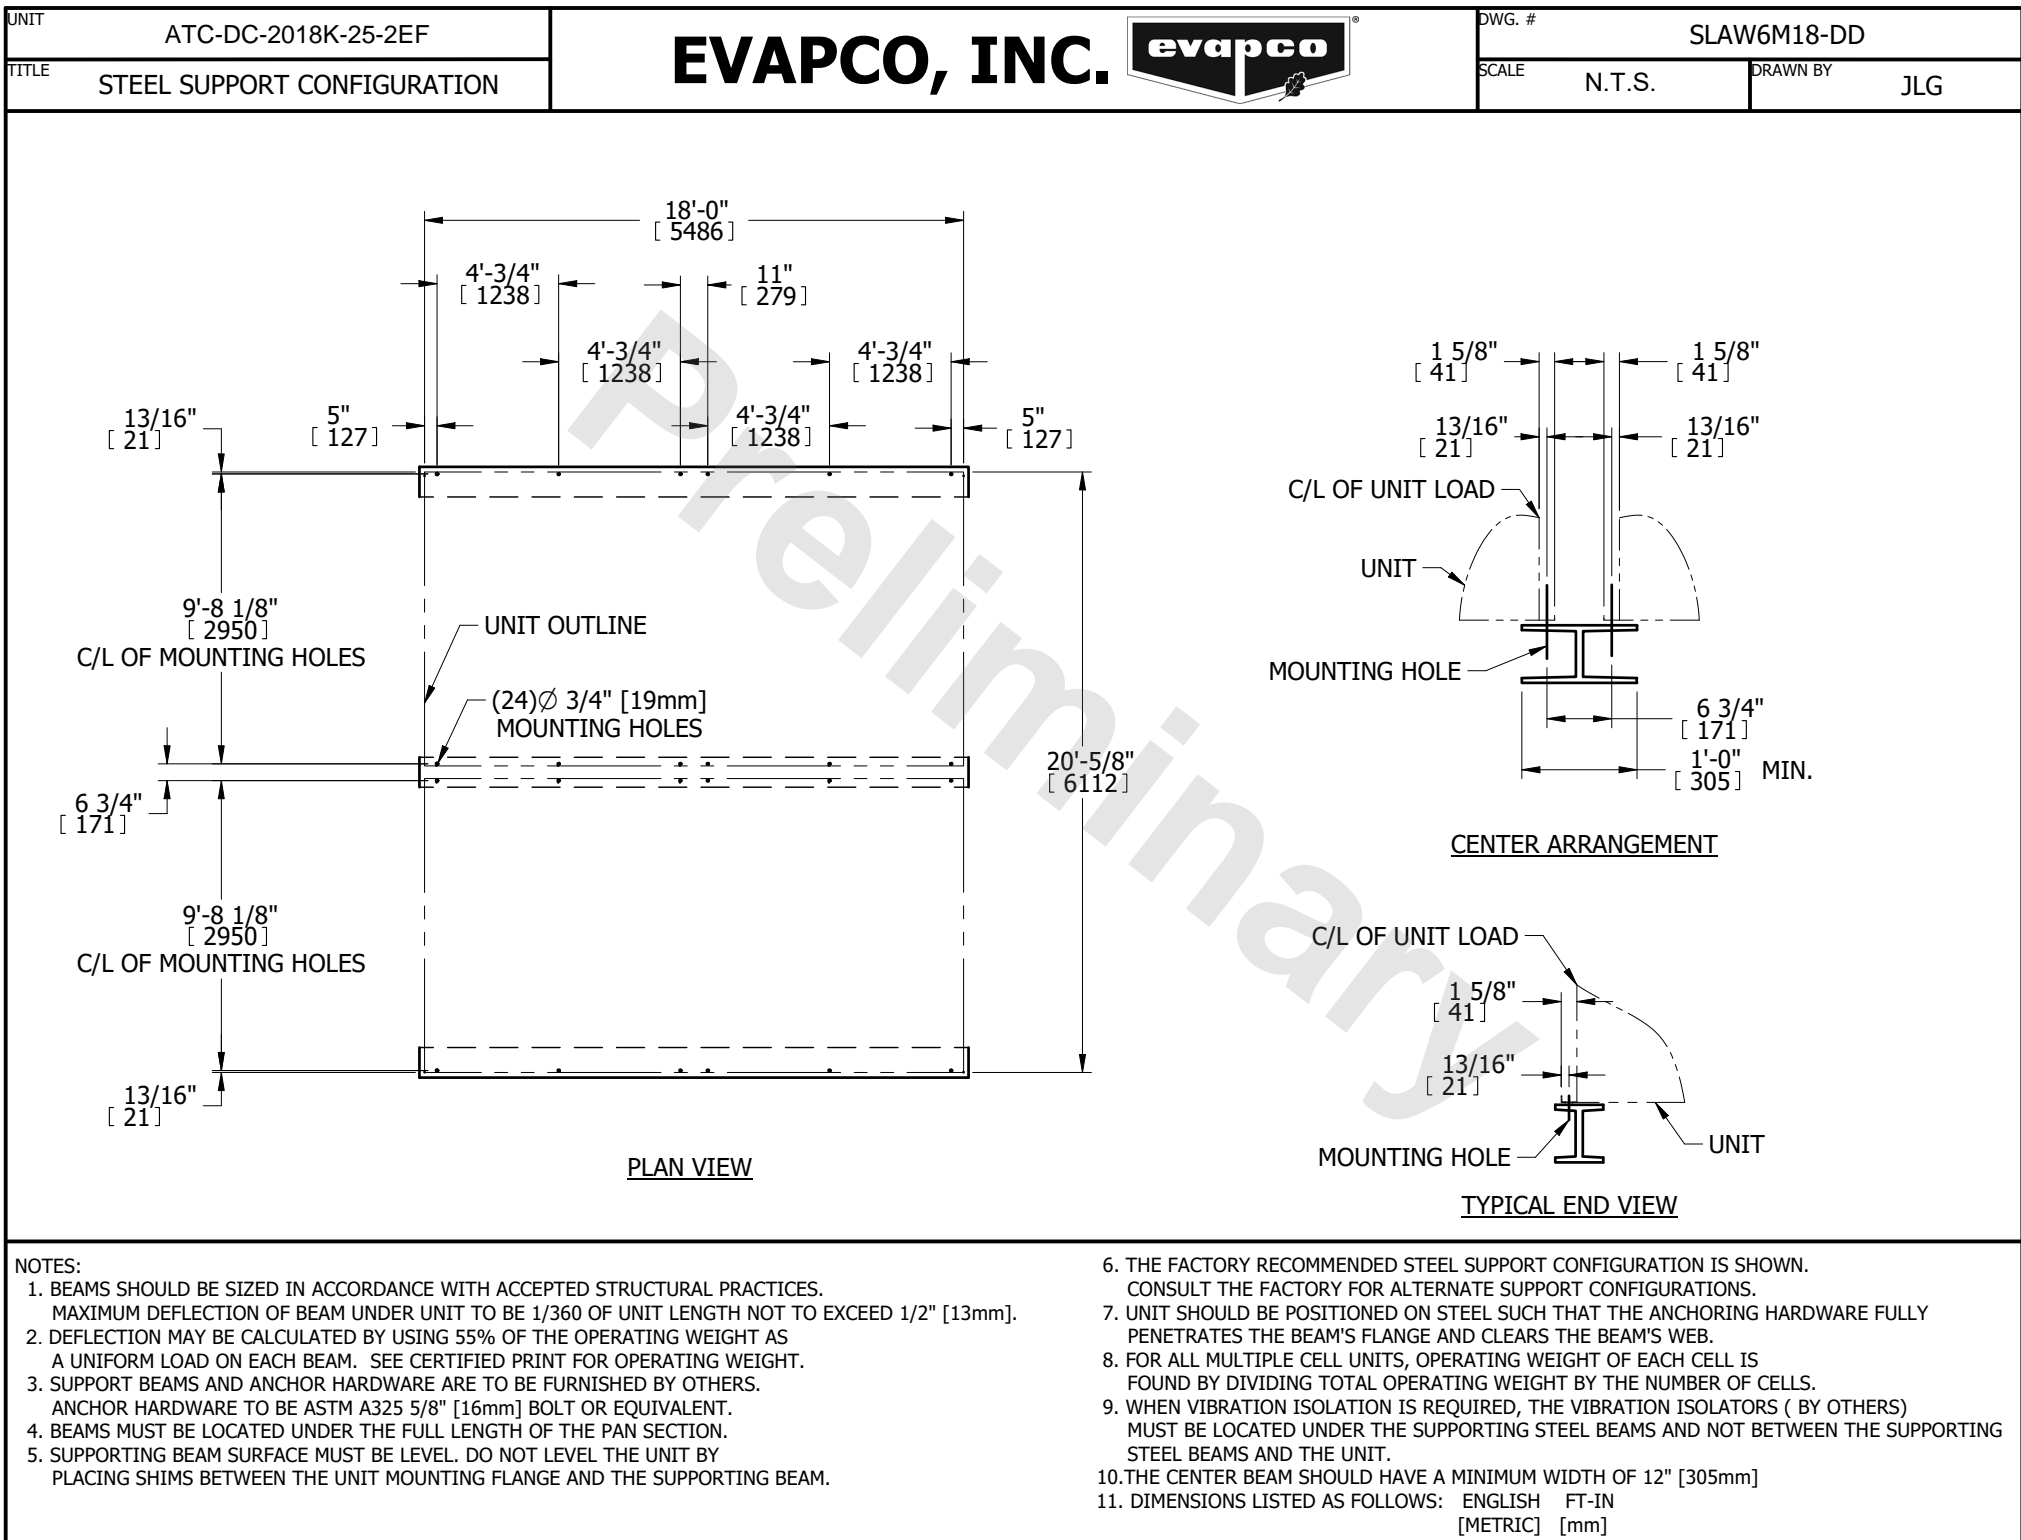 UNIT
ATC-DC-2018K-25-2EF
TITLE
STEEL SUPPORT CONFIGURATION
EVAPCO, INC.
evapco
®
DWG. #
SLAW6M18-DD
SCALE
N.T.S.
DRAWN BY
JLG
18'-0"
[ 5486 ]
4'-3/4"
[ 1238 ]
11"
[ 279 ]
4'-3/4"
[ 1238 ]
4'-3/4"
[ 1238 ]
13/16"
[ 21 ]
5"
[ 127 ]
4'-3/4"
[ 1238 ]
5"
[ 127 ]
9'-8 1/8"
[ 2950 ]
C/L OF MOUNTING HOLES
UNIT OUTLINE
(24)∅ 3/4" [19mm]
MOUNTING HOLES
6 3/4"
[ 171 ]
20'-5/8"
[ 6112 ]
9'-8 1/8"
[ 2950 ]
C/L OF MOUNTING HOLES
13/16"
[ 21 ]
PLAN VIEW
Preliminary
1 5/8"
[ 41 ]
1 5/8"
[ 41 ]
13/16"
[ 21 ]
13/16"
[ 21 ]
C/L OF UNIT LOAD
UNIT
MOUNTING HOLE
6 3/4"
[ 171 ]
1'-0"
[ 305 ] MIN.
CENTER ARRANGEMENT
C/L OF UNIT LOAD
1 5/8"
[ 41 ]
13/16"
[ 21 ]
MOUNTING HOLE
UNIT
TYPICAL END VIEW
NOTES:
1. BEAMS SHOULD BE SIZED IN ACCORDANCE WITH ACCEPTED STRUCTURAL PRACTICES.
MAXIMUM DEFLECTION OF BEAM UNDER UNIT TO BE 1/360 OF UNIT LENGTH NOT TO EXCEED 1/2" [13mm].
2. DEFLECTION MAY BE CALCULATED BY USING 55% OF THE OPERATING WEIGHT AS
A UNIFORM LOAD ON EACH BEAM. SEE CERTIFIED PRINT FOR OPERATING WEIGHT.
3. SUPPORT BEAMS AND ANCHOR HARDWARE ARE TO BE FURNISHED BY OTHERS.
ANCHOR HARDWARE TO BE ASTM A325 5/8" [16mm] BOLT OR EQUIVALENT.
4. BEAMS MUST BE LOCATED UNDER THE FULL LENGTH OF THE PAN SECTION.
5. SUPPORTING BEAM SURFACE MUST BE LEVEL. DO NOT LEVEL THE UNIT BY
PLACING SHIMS BETWEEN THE UNIT MOUNTING FLANGE AND THE SUPPORTING BEAM.
6. THE FACTORY RECOMMENDED STEEL SUPPORT CONFIGURATION IS SHOWN.
CONSULT THE FACTORY FOR ALTERNATE SUPPORT CONFIGURATIONS.
7. UNIT SHOULD BE POSITIONED ON STEEL SUCH THAT THE ANCHORING HARDWARE FULLY
PENETRATES THE BEAM'S FLANGE AND CLEARS THE BEAM'S WEB.
8. FOR ALL MULTIPLE CELL UNITS, OPERATING WEIGHT OF EACH CELL IS
FOUND BY DIVIDING TOTAL OPERATING WEIGHT BY THE NUMBER OF CELLS.
9. WHEN VIBRATION ISOLATION IS REQUIRED, THE VIBRATION ISOLATORS ( BY OTHERS)
MUST BE LOCATED UNDER THE SUPPORTING STEEL BEAMS AND NOT BETWEEN THE SUPPORTING
STEEL BEAMS AND THE UNIT.
10.THE CENTER BEAM SHOULD HAVE A MINIMUM WIDTH OF 12" [305mm]
11. DIMENSIONS LISTED AS FOLLOWS: ENGLISH FT-IN
[METRIC] [mm]